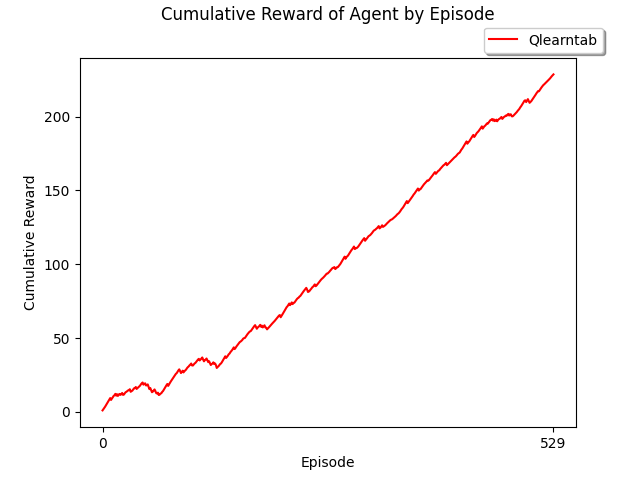 Cumulative Reward of Agent by Episode
Qlearntab
200
150
100
50
0
Cumulative Reward
0 529
Episode